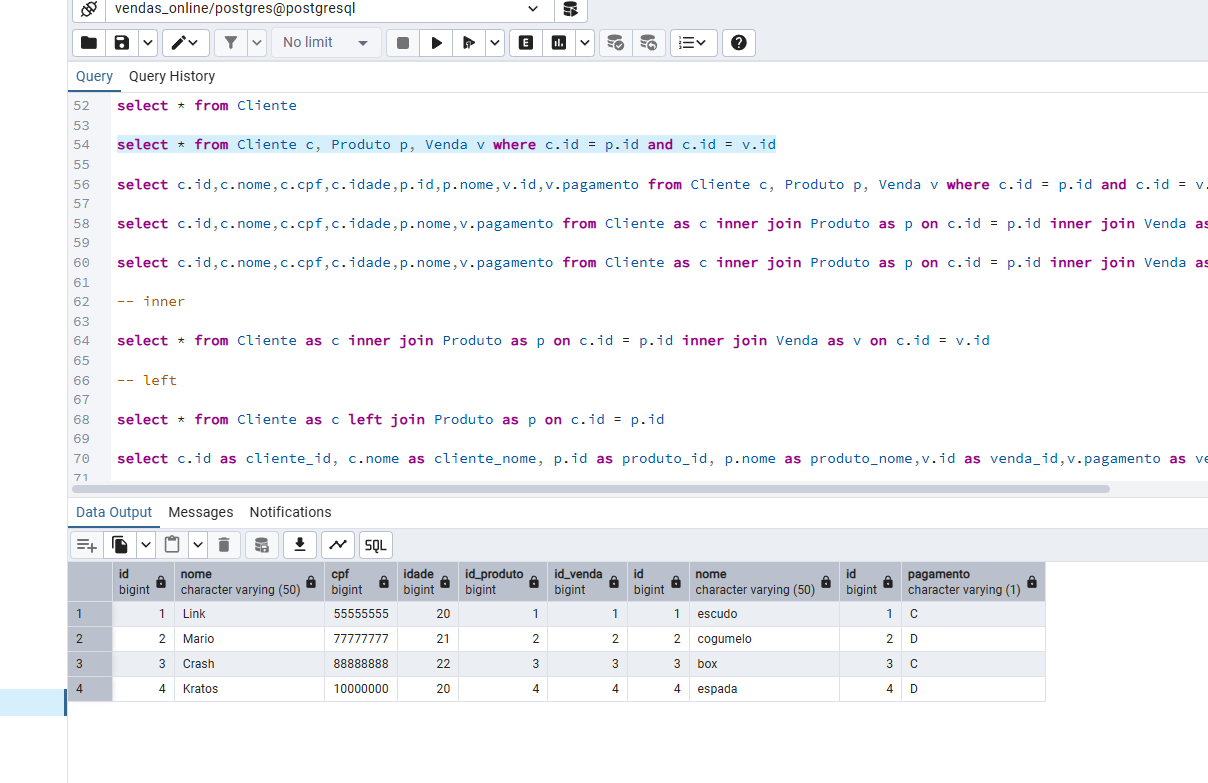 vendas_online/postgres@postgresql
No limit
Query Query History
52 select * from Cliente
53
54 select * from Cliente c, Produto p, Venda v where c.id = p.id and c.id = v.id
55
56 select c.id,c.nome,c.cpf,c.idade,p.id,p.nome,v.id,v.pagamento from Cliente c, Produto p, Venda v where c.id = p.id and c.id = v.
57
58 select c.id,c.nome,c.cpf,c.idade,p.nome,v.pagamento from Cliente as c inner join Produto as p on c.id = p.id inner join Venda as
59
60 select c.id,c.nome,c.cpf,c.idade,p.nome,v.pagamento from Cliente as c inner join Produto as p on c.id = p.id inner join Venda as
61
62 -- inner
63
64 select * from Cliente as c inner join Produto as p on c.id = p.id inner join Venda as v on c.id = v.id
65
66 -- left
67
68 select * from Cliente as c left join Produto as p on c.id = p.id
69
70 select c.id as cliente_id, c.nome as cliente_nome, p.id as produto_id, p.nome as produto_nome,v.id as venda_id,v.pagamento as ve
71
Data Output Messages Notifications
SQL
id nome cpf idade id_produto id_venda id nome id pagamento
bigint character varying (50) bigint bigint bigint bigint bigint character varying (50) bigint character varying (1)
1 1 Link 55555555 20 1 1 1 escudo 1 C
2 2 Mario 77777777 21 2 2 2 cogumelo 2 D
3 3 Crash 88888888 22 3 3 3 box 3 C
4 4 Kratos 10000000 20 4 4 4 espada 4 D